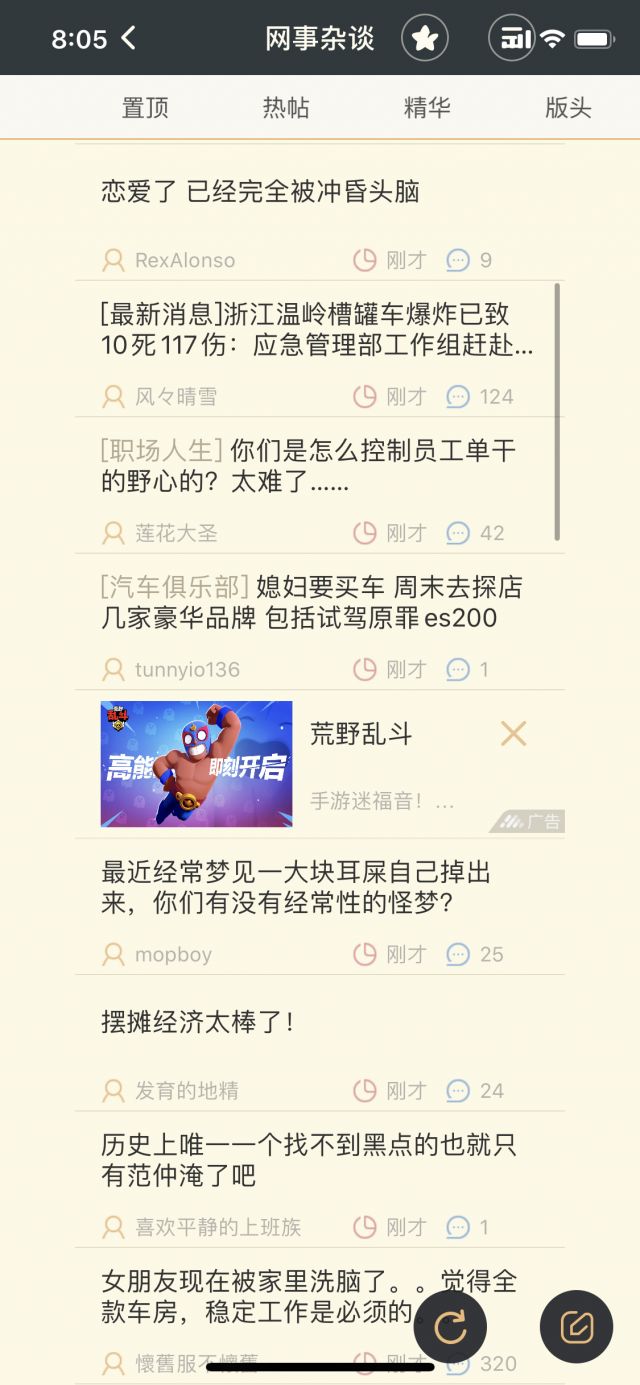 8:05
网事杂谈
置顶 热帖 精华 版头
恋爱了 已经完全被冲昏头脑
RexAlonso 刚才 9
[最新消息]浙江温岭槽罐车爆炸已致
10死117伤：应急管理部工作组赶赴...
风々晴雪 刚才 124
[职场人生] 你们是怎么控制员工单干
的野心的？太难了......
莲花大圣 刚才 42
[汽车俱乐部] 媳妇要买车 周末去探店
几家豪华品牌 包括试驾原罪es200
tunnyio136 刚才 1
荒野乱斗
高能 即刻开启
手游迷福音！...
广告
最近经常梦见一大块耳屎自己掉出
来，你们有没有经常性的怪梦？
mopboy 刚才 25
摆摊经济太棒了！
发育的地精 刚才 24
历史上唯一一个找不到黑点的也就只
有范仲淹了吧
喜欢平静的上班族 刚才 1
女朋友现在被家里洗脑了。。觉得全
款车房，稳定工作是必须的。
懷舊服不懷舊 刚才 320